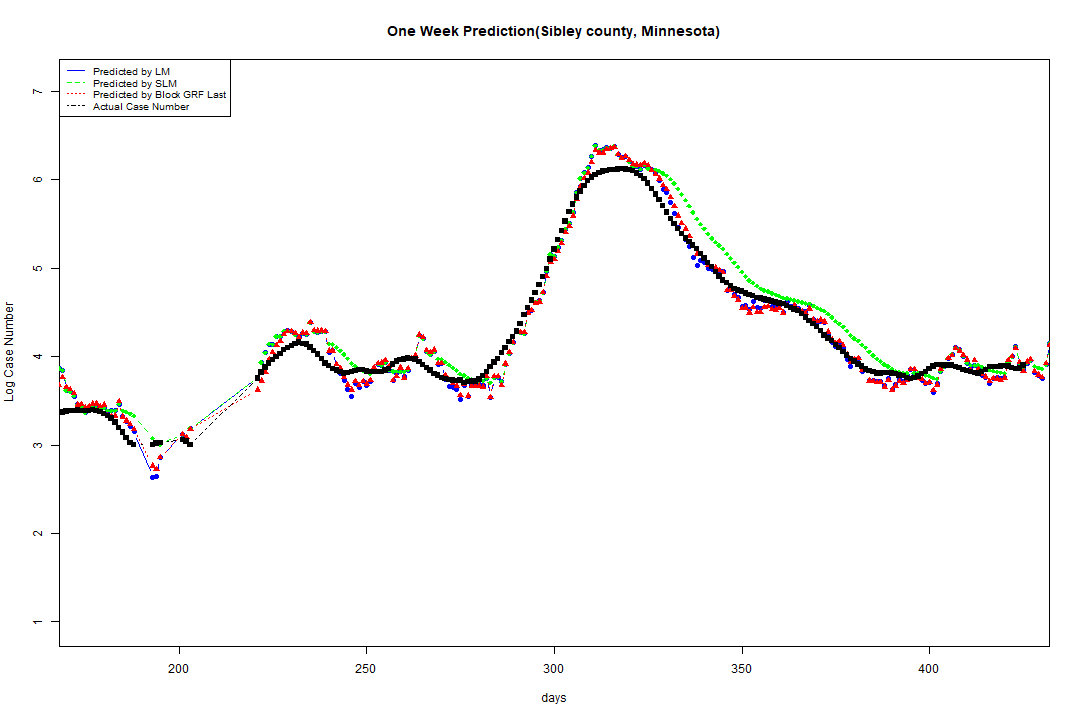 One Week Prediction(Sibley county, Minnesota)
Predicted by LM
Predicted by SLM
Predicted by Block GRF Last
Actual Case Number
7
6
5
4
3
2
1
Log Case Number
200 250 300 350 400
days